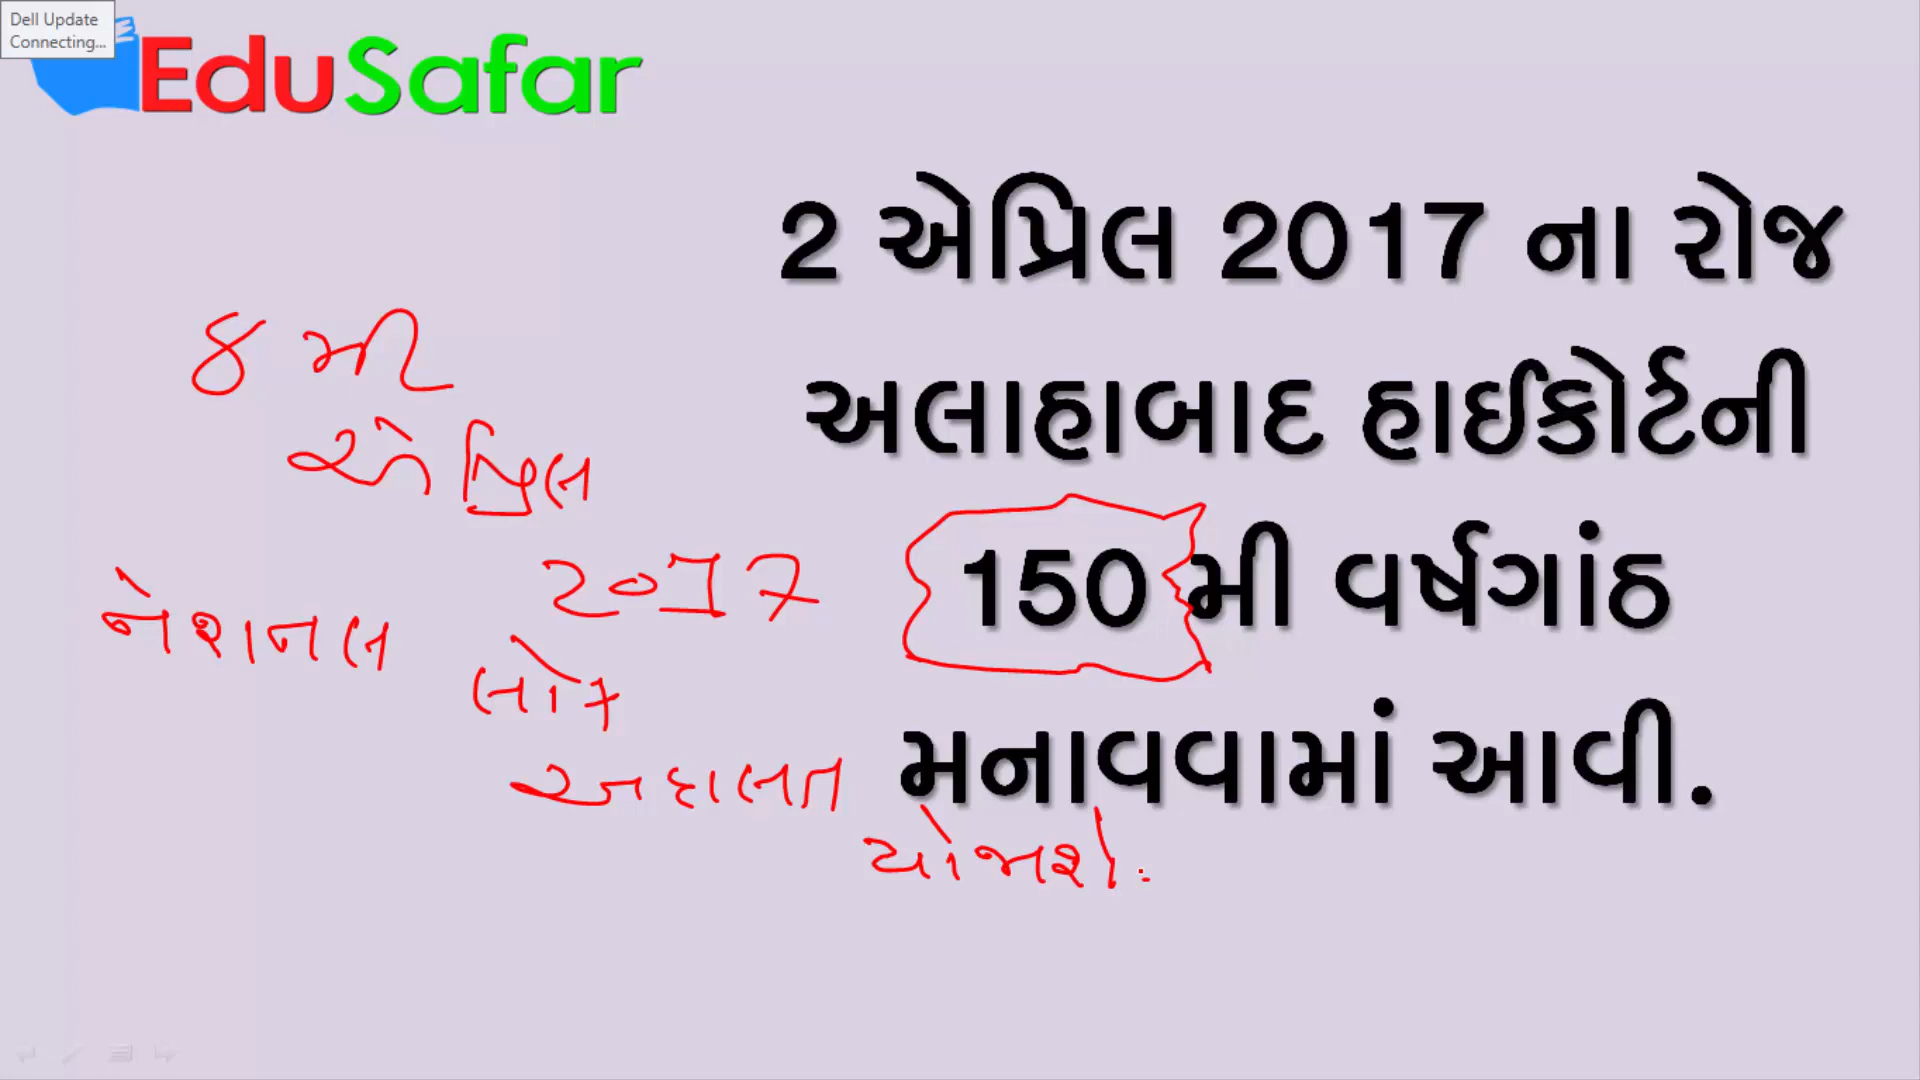 Dell Update
Connecting...
EduSafar
2 એપ્રિલ 2017 ના રોજ
અલાહાબાદ હાઈકોર્ટની
150 મી વર્ષગાંઠ
મનાવવામાં આવી.
8 મી
એપ્રિલ
2017
નેશનલ
લોક
અદાલત
યોજાશે.